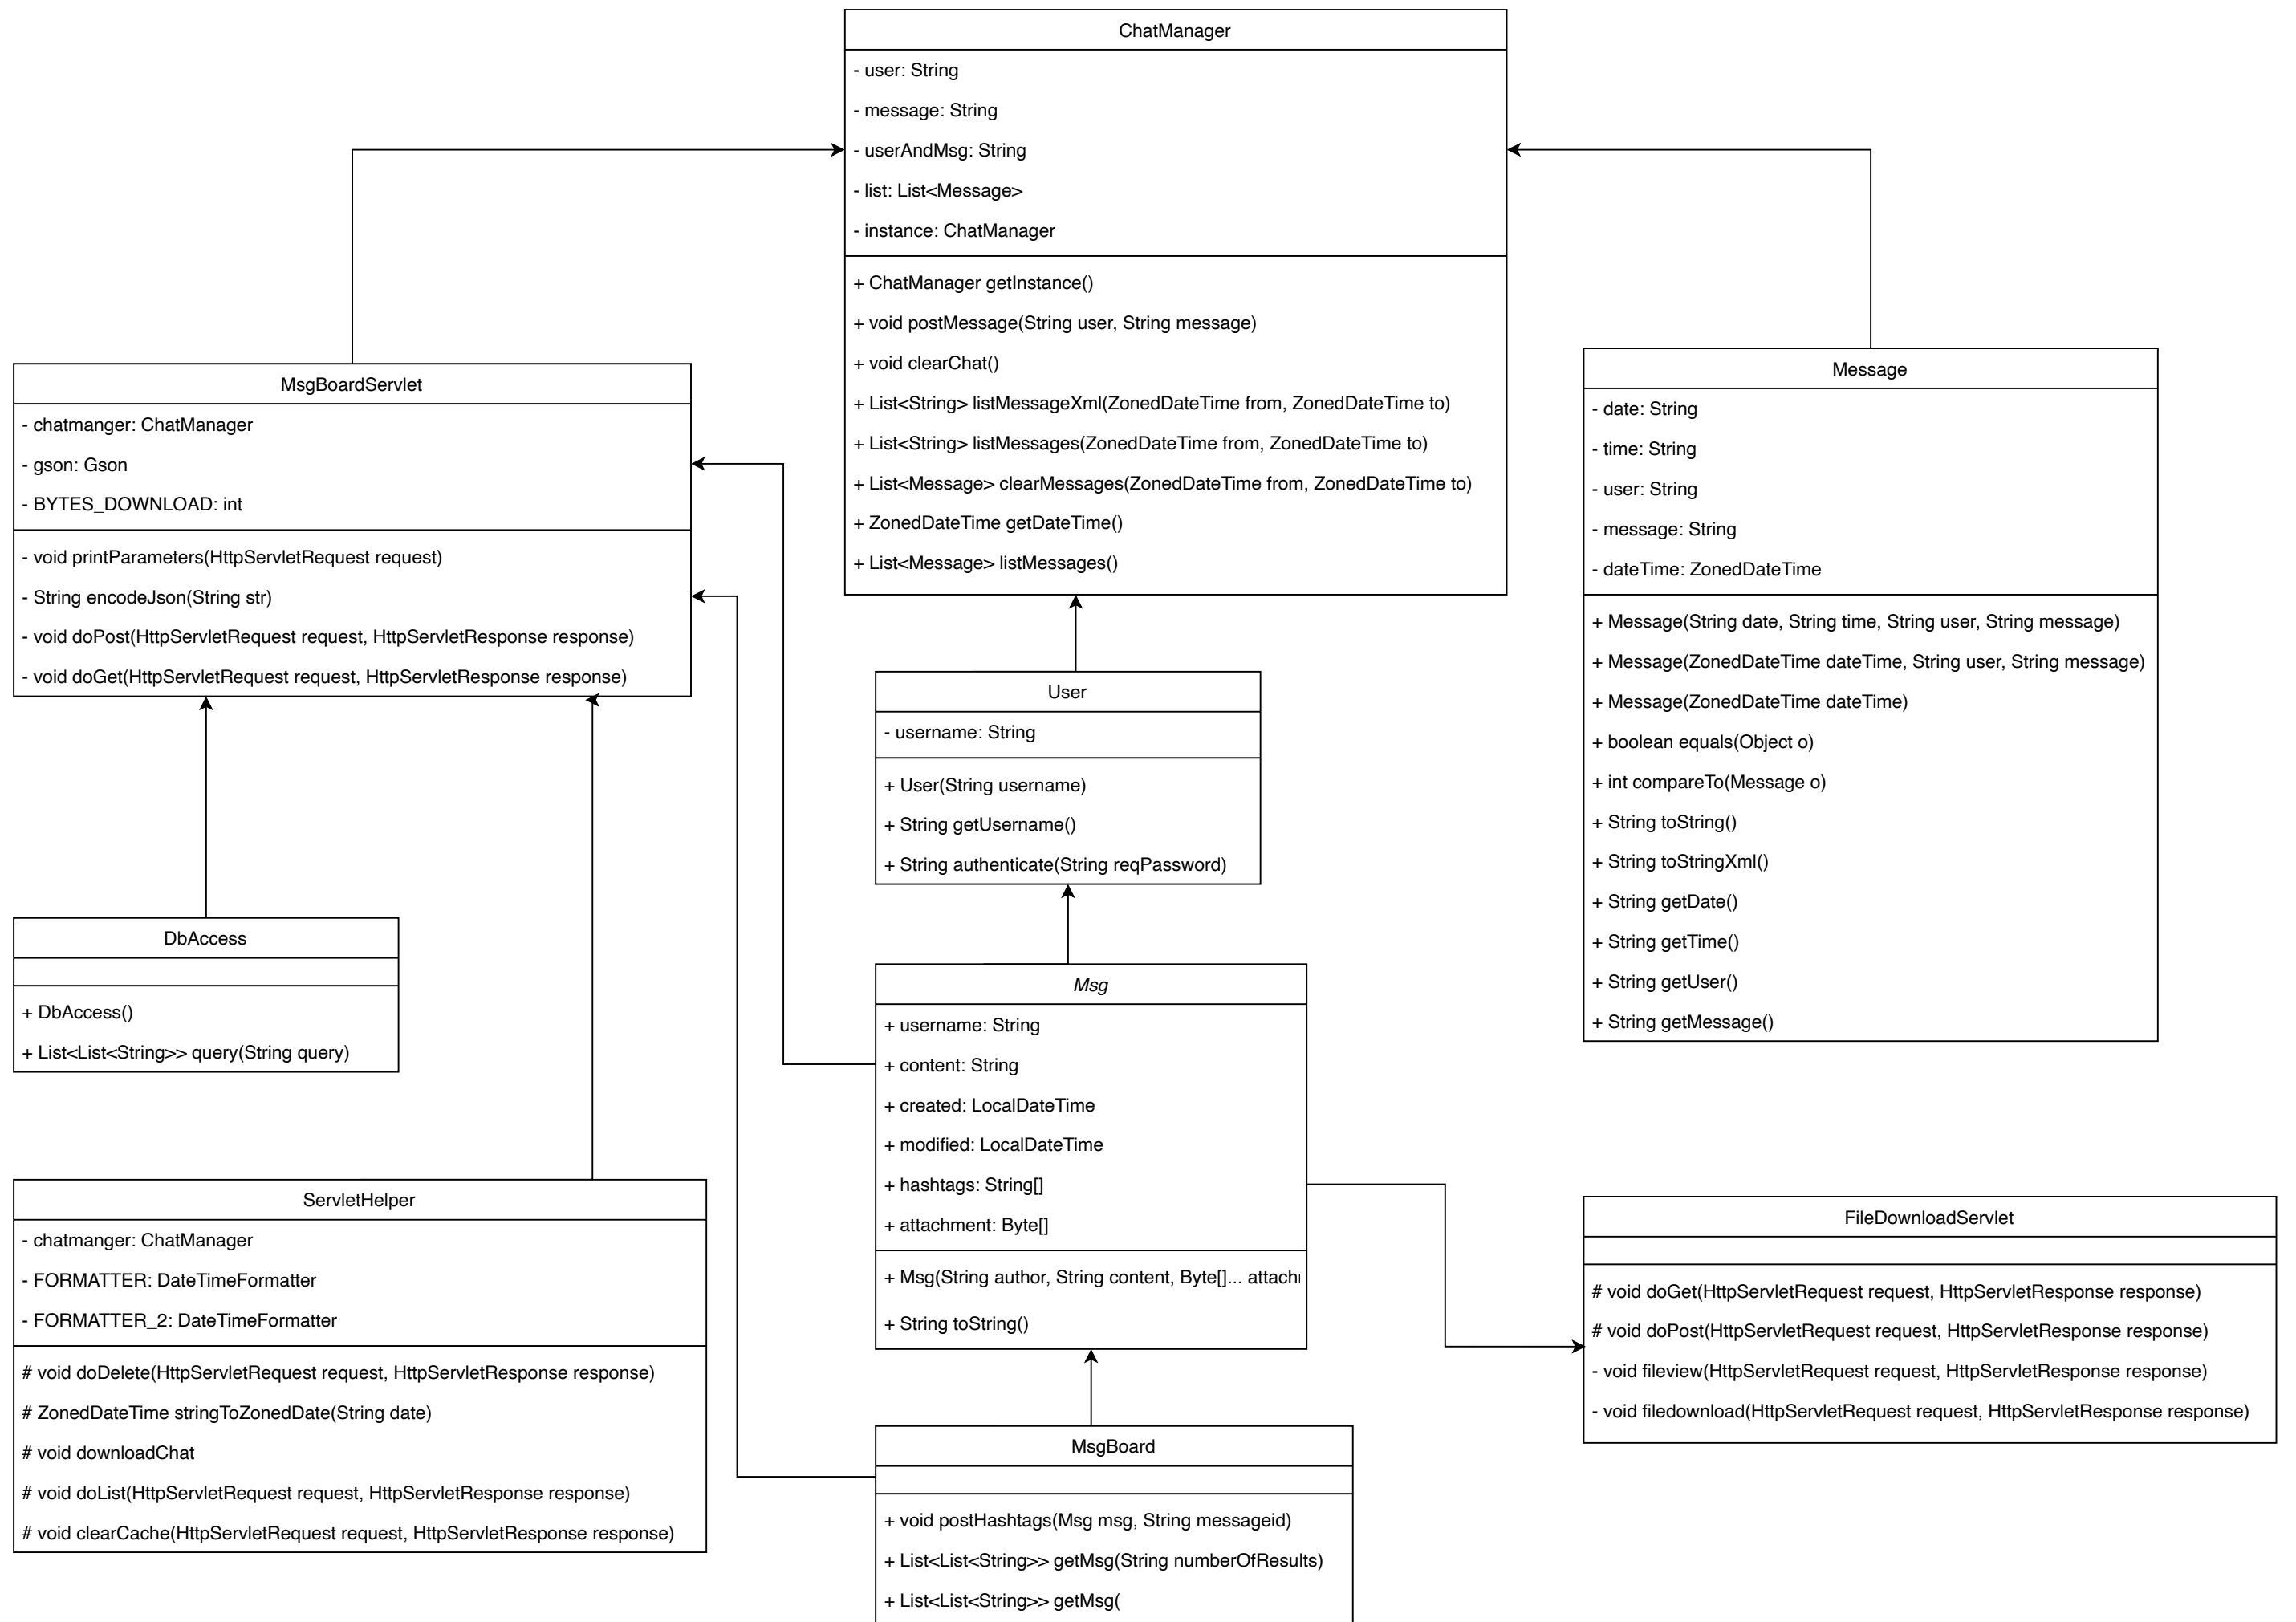 ChatManager
- user: String
- message: String
- userAndMsg: String
- list: List<Message>
- instance: ChatManager
+ ChatManager getInstance()
+ void postMessage(String user, String message)
+ void clearChat()
+ List<String> listMessageXml(ZonedDateTime from, ZonedDateTime to)
+ List<String> listMessages(ZonedDateTime from, ZonedDateTime to)
+ List<Message> clearMessages(ZonedDateTime from, ZonedDateTime to)
+ ZonedDateTime getDateTime()
+ List<Message> listMessages()
MsgBoardServlet
- chatmanger: ChatManager
- gson: Gson
- BYTES_DOWNLOAD: int
- void printParameters(HttpServletRequest request)
- String encodeJson(String str)
- void doPost(HttpServletRequest request, HttpServletResponse response)
- void doGet(HttpServletRequest request, HttpServletResponse response)
Message
- date: String
- time: String
- user: String
- message: String
- dateTime: ZonedDateTime
+ Message(String date, String time, String user, String message)
+ Message(ZonedDateTime dateTime, String user, String message)
+ Message(ZonedDateTime dateTime)
+ boolean equals(Object o)
+ int compareTo(Message o)
+ String toString()
+ String toStringXml()
+ String getDate()
+ String getTime()
+ String getUser()
+ String getMessage()
User
- username: String
+ User(String username)
+ String getUsername()
+ String authenticate(String reqPassword)
DbAccess
+ DbAccess()
+ List<List<String>> query(String query)
Msg
+ username: String
+ content: String
+ created: LocalDateTime
+ modified: LocalDateTime
+ hashtags: String[]
+ attachment: Byte[]
+ Msg(String author, String content, Byte[]...
+ String toString()
ServletHelper
- chatmanger: ChatManager
- FORMATTER: DateTimeFormatter
- FORMATTER_2: DateTimeFormatter
# void doDelete(HttpServletRequest request, HttpServletResponse response)
# ZonedDateTime stringToZonedDate(String date)
# void downloadChat
# void doList(HttpServletRequest request, HttpServletResponse response)
# void clearCache(HttpServletRequest request, HttpServletResponse response)
FileDownloadServlet
# void doGet(HttpServletRequest request, HttpServletResponse response)
# void doPost(HttpServletRequest request, HttpServletResponse response)
- void fileview(HttpServletRequest request, HttpServletResponse response)
- void filedownload(HttpServletRequest request, HttpServletResponse response)
MsgBoard
+ void postHashtags(Msg msg, String messageid)
+ List<List<String>> getMsg(String numberOfResults)
+ List<List<String>> getMsg(